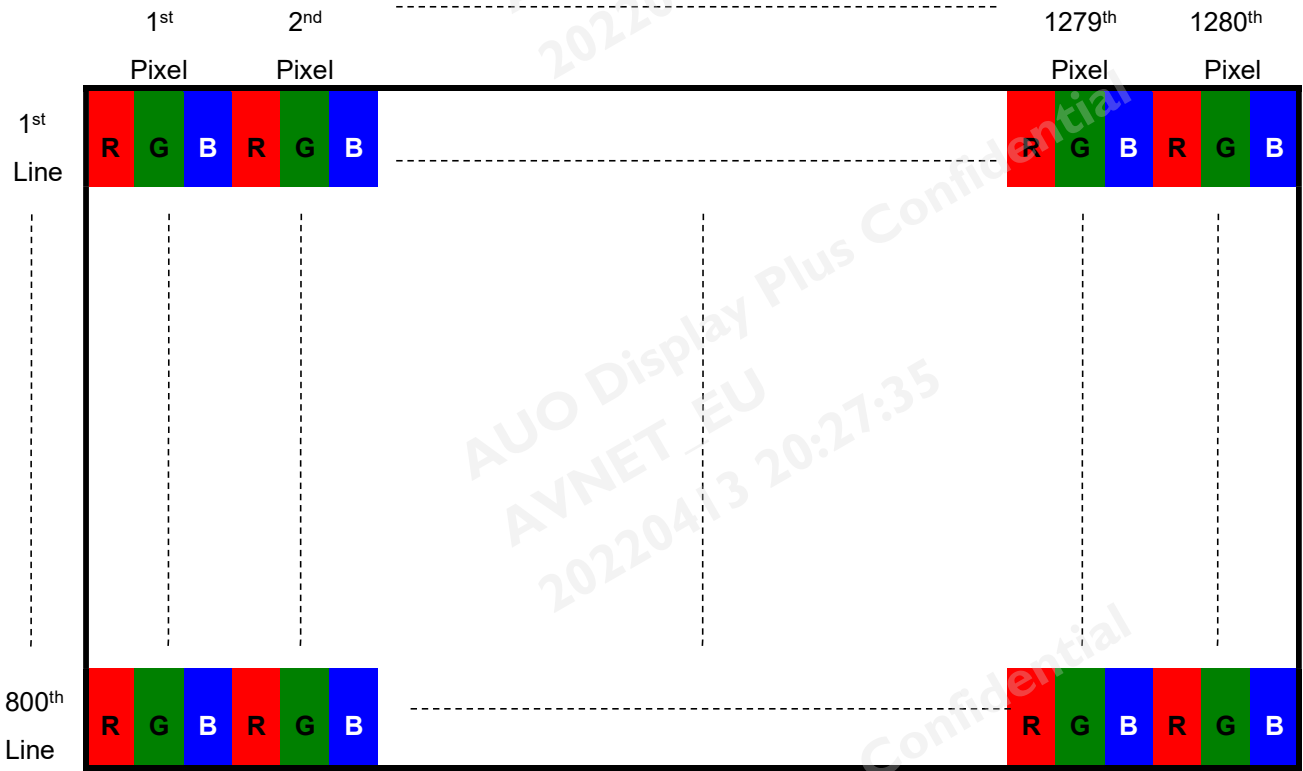 1st 2nd 1279th 1280th
Pixel Pixel Pixel Pixel
1st
Line
R G B R G B R G B R G B
AUO Display Plus Confidential
AVNET_EU
20220413 20:27:35
800th
Line
R G B R G B R G B R G B
Confidential